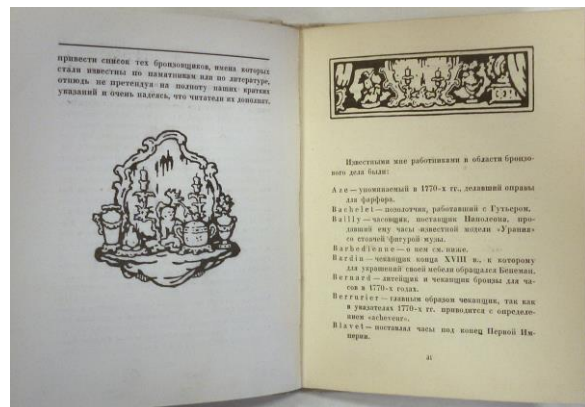 привести список тех бронзовщиков, имена которых
стали известны по памятникам или по литературе,
отнюдь не претендуя на полноту наших кратких
указаний и очень надеясь, что читатели их дополнят.
Известными мне работниками в области бронзо-
вого дела были:
Aze — упоминаемый в 1770-х гг., делавший оправы
для фарфора.
Bachelet — позолотчик, работавший с Гутьером.
Bailly — часовщик, поставщик Наполеона, про-
давший ему часы известной модели «Урания»
со стоячей фигурой музы.
Barbedienne — о нем см. ниже.
Bardin — чеканщик конца XVIII в., к которому
для украшений своей мебели обращался Бенеман.
Bernard — литейщик и чеканщик бронзы для ча-
сов в 1770-х годах.
Berrurier — главным образом чеканщик, так как
в указателях 1770-х гг. приводится с определе-
нием «acheveur».
Blavet — поставлял часы под конец Первой Им-
перии.
31